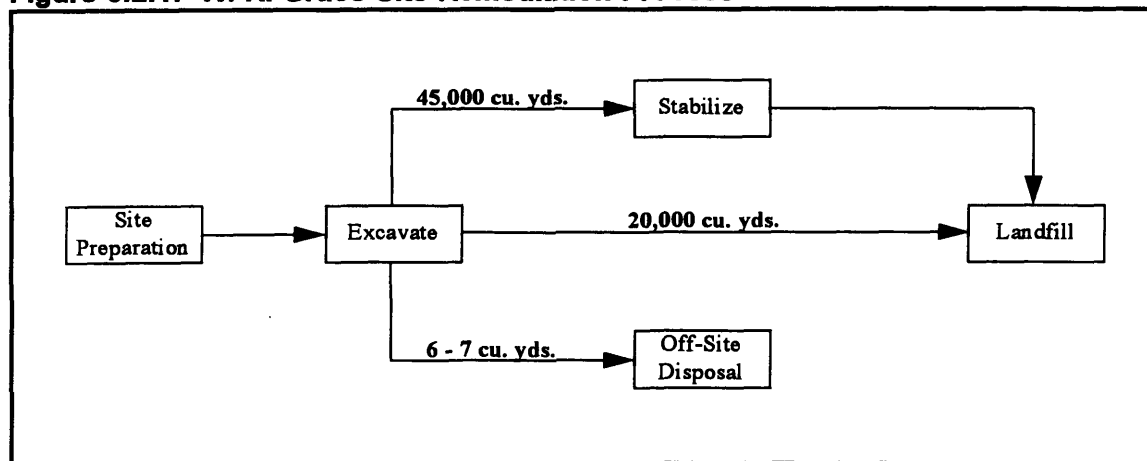 45,000 cu. yds.
Stabilize
Site
Preparation
Excavate
20,000 cu. yds.
Landfill
6 - 7 cu. yds.
Off-Site
Disposal